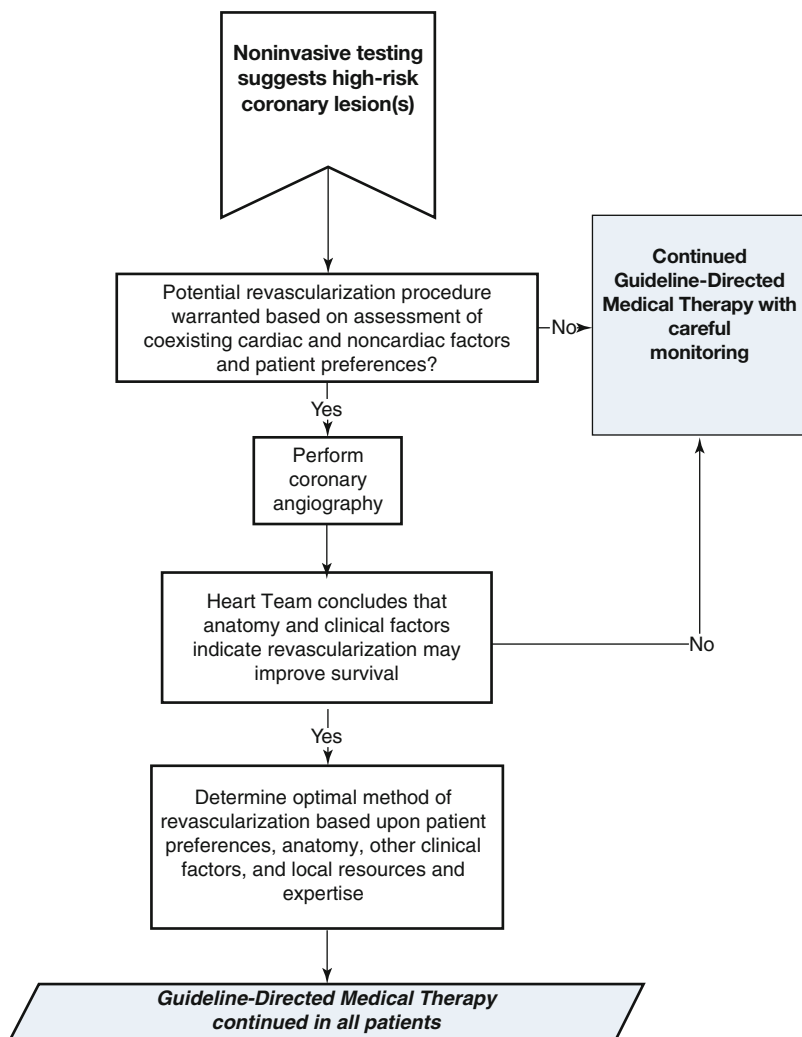 Noninvasive testing
suggests high-risk
coronary lesion(s)
Potential revascularization procedure
warranted based on assessment of
coexisting cardiac and noncardiac factors
and patient preferences?
No
Continued
Guideline-Directed
Medical Therapy with
careful
monitoring
Yes
Perform
coronary
angiography
Heart Team concludes that
anatomy and clinical factors
indicate revascularization may
improve survival
No
Yes
Determine optimal method of
revascularization based upon patient
preferences, anatomy, other clinical
factors, and local resources and
expertise
Guideline-Directed Medical Therapy
continued in all patients